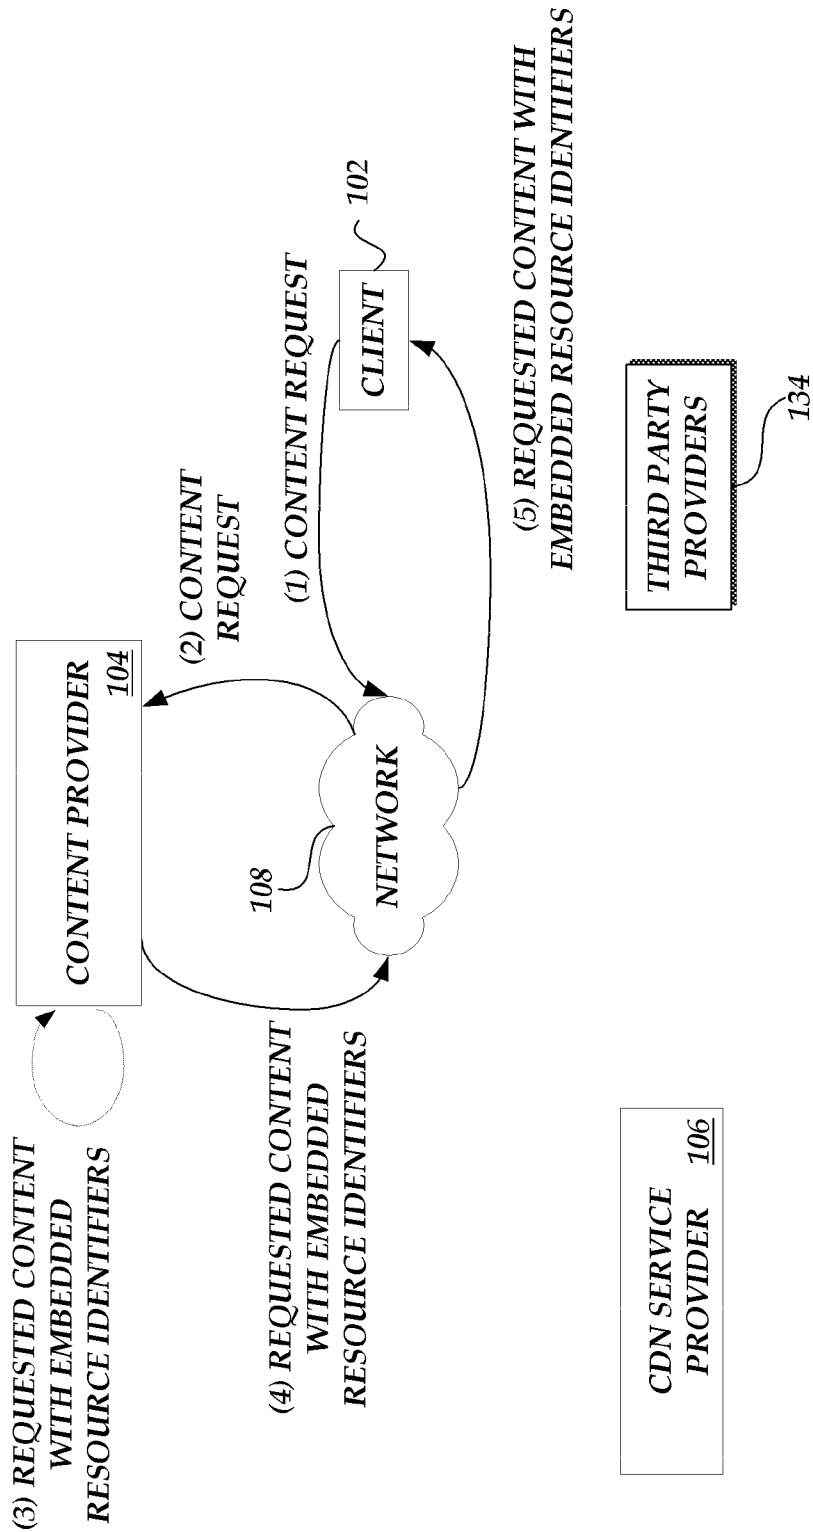 (3) REQUESTED CONTENT
WITH EMBEDDED
RESOURCE IDENTIFIERS
CONTENT PROVIDER
104
(2) CONTENT
REQUEST
(4) REQUESTED CONTENT
WITH EMBEDDED
RESOURCE IDENTIFIERS
108
NETWORK
(1) CONTENT REQUEST
CLIENT
102
(5) REQUESTED CONTENT WITH
EMBEDDED RESOURCE IDENTIFIERS
CDN SERVICE
PROVIDER
106
THIRD PARTY
PROVIDERS
134